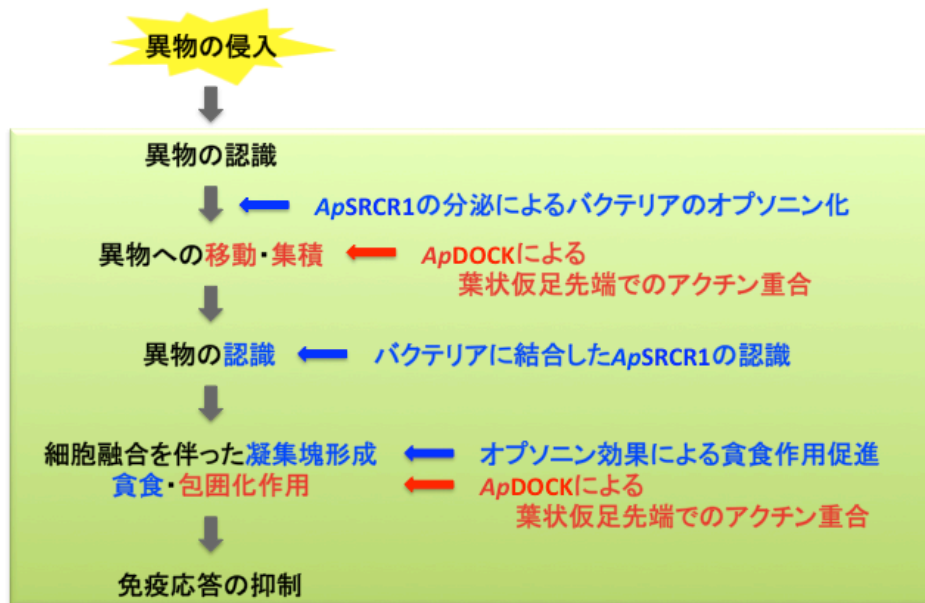 異物の侵入
異物の認識
ApSRCR1の分泌によるバクテリアのオプソニン化
異物への移動・集積
ApDOCKによる
葉状仮足先端でのアクチン重合
異物の認識
バクテリアに結合したApSRCR1の認識
細胞融合を伴った凝集塊形成
オプソニン効果による貪食作用促進
貪食・包囲化作用
ApDOCKによる
葉状仮足先端でのアクチン重合
免疫応答の抑制